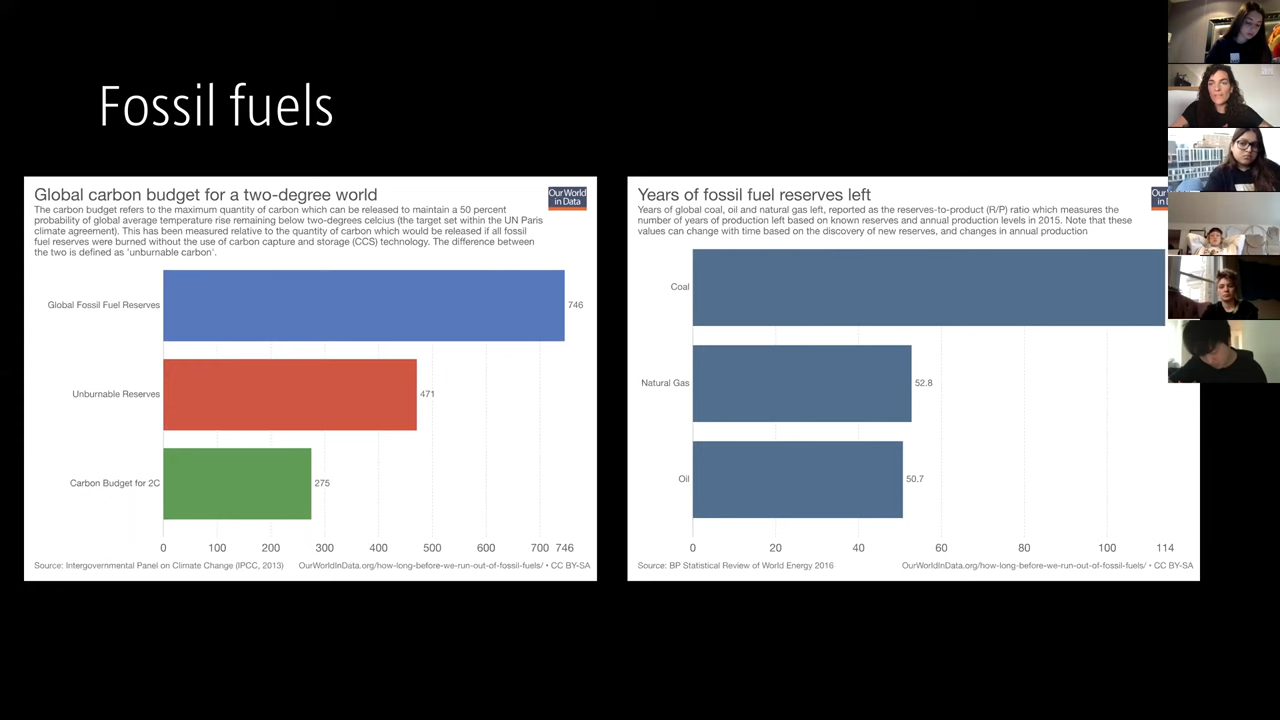 Fossil fuels
Global carbon budget for a two-degree world
Our World
in Data
The carbon budget refers to the maximum quantity of carbon which can be released to maintain a 50 percent
probability of global average temperature rise remaining below two-degrees celcius (the target set within the UN Paris
climate agreement). This has been measured relative to the quantity of carbon which would be released if all fossil
fuel reserves were burned without the use of carbon capture and storage (CCS) technology. The difference between
the two is defined as 'unburnable carbon'.
Global Fossil Fuel Reserves
746
Unburnable Reserves
471
Carbon Budget for 2C
275
0 100 200 300 400 500 600 700 746
Source: Intergovernmental Panel on Climate Change (IPCC, 2013) OurWorldInData.org/how-long-before-we-run-out-of-fossil-fuels/ • CC BY-SA
Years of fossil fuel reserves left
Years of global coal, oil and natural gas left, reported as the reserves-to-product (R/P) ratio which measures the
number of years of production left based on known reserves and annual production levels in 2015. Note that these
values can change with time based on the discovery of new reserves, and changes in annual production
Coal
Natural Gas
52.8
Oil
50.7
0 20 40 60 80 100 114
Source: BP Statistical Review of World Energy 2016 OurWorldInData.org/how-long-before-we-run-out-of-fossil-fuels/ • CC BY-SA